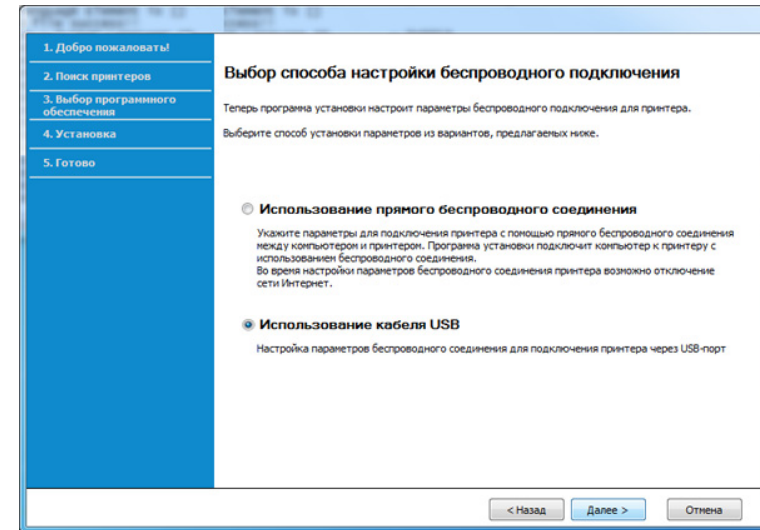 1. Добро пожаловать!
2. Поиск принтеров
3. Выбор программного
обеспечения
4. Установка
5. Готово
Выбор способа настройки беспроводного подключения
Теперь программа установки настроит параметры беспроводного подключения для принтера.
Выберите способ установки параметров из вариантов, предлагаемых ниже.
Использование прямого беспроводного соединения
Укажите параметры для подключения принтера с помощью прямого беспроводного соединения
между компьютером и принтером. Программа установки подключит компьютер к принтеру с
использованием беспроводного соединения.
Во время настройки параметров беспроводного соединения принтера возможно отключение
сети Интернет.
Использование кабеля USB
Настройка параметров беспроводного соединения для подключения принтера через USB-порт
< Назад
Далее >
Отмена